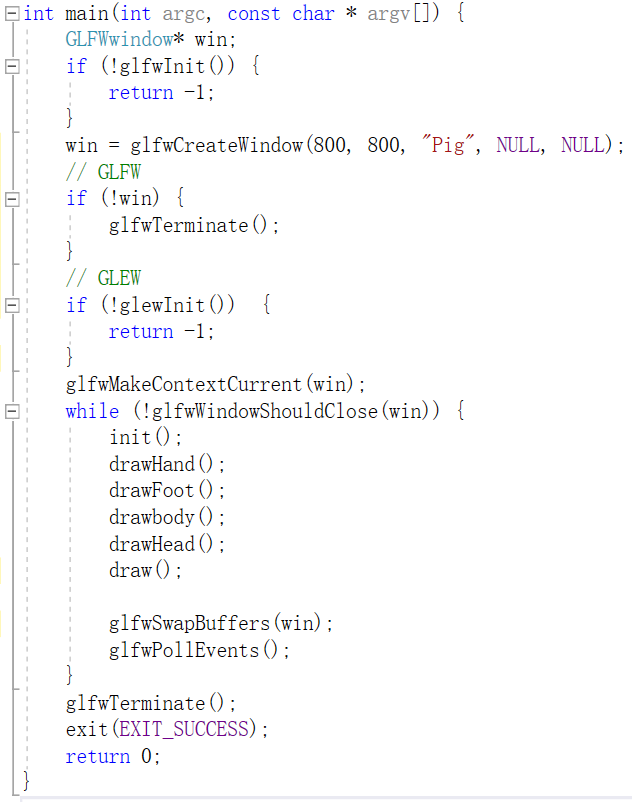 int main(int argc, const char * argv[]) {
GLFWwindow* win;
if (!glfwInit()) {
return -1;
}
win = glfwCreateWindow(800, 800, "Pig", NULL, NULL);
// GLFW
if (!win) {
glfwTerminate();
}
// GLEW
if (!glewInit())  {
return -1;
}
glfwMakeContextCurrent(win);
while (!glfwWindowShouldClose(win)) {
init();
drawHand();
drawFoot();
drawbody();
drawHead();
draw();
glfwSwapBuffers(win);
glfwPollEvents();
}
glfwTerminate();
exit(EXIT_SUCCESS);
return 0;
}